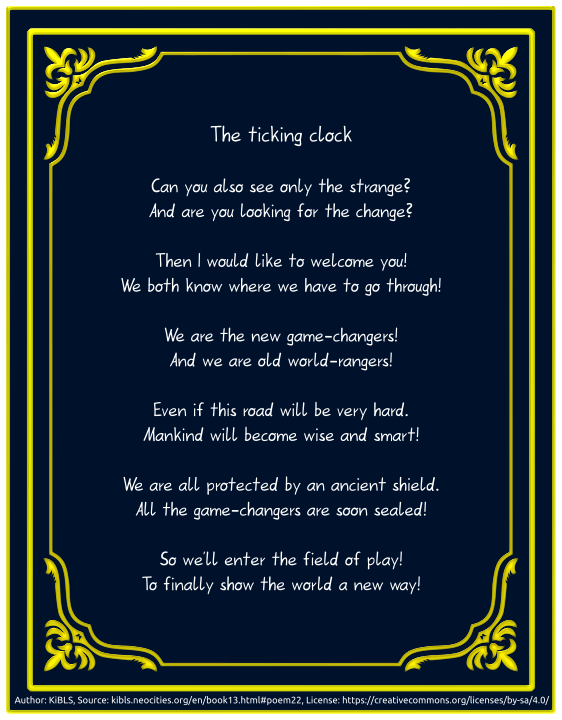 The ticking clock
Can you also see only the strange?
And are you looking for the change?
Then I would like to welcome you!
We both know where we have to go through!
We are the new game-changers!
And we are old world-rangers!
Even if this road will be very hard.
Mankind will become wise and smart!
We are all protected by an ancient shield.
All the game-changers are soon sealed!
So we'll enter the field of play!
To finally show the world a new way!
Author: KiBLS, Source: kibls.neocities.org/en/book13.html#poem22, License: https://creativecommons.org/licenses/by-sa/4.0/